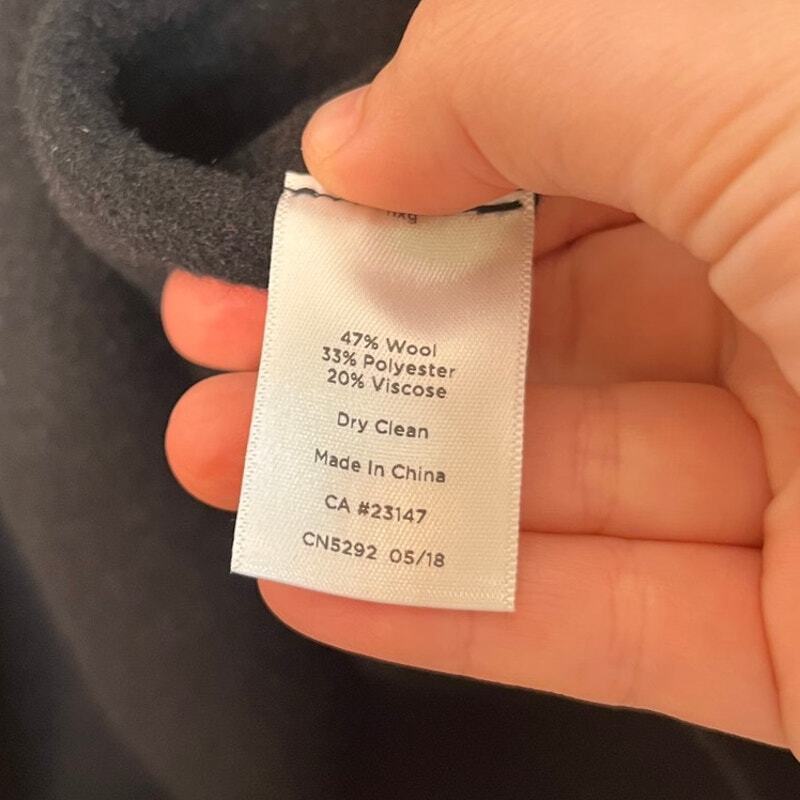 47% Wool
33% Polyester
20% Viscose
Dry Clean
Made In China
CA #23147
CN5292 05/18